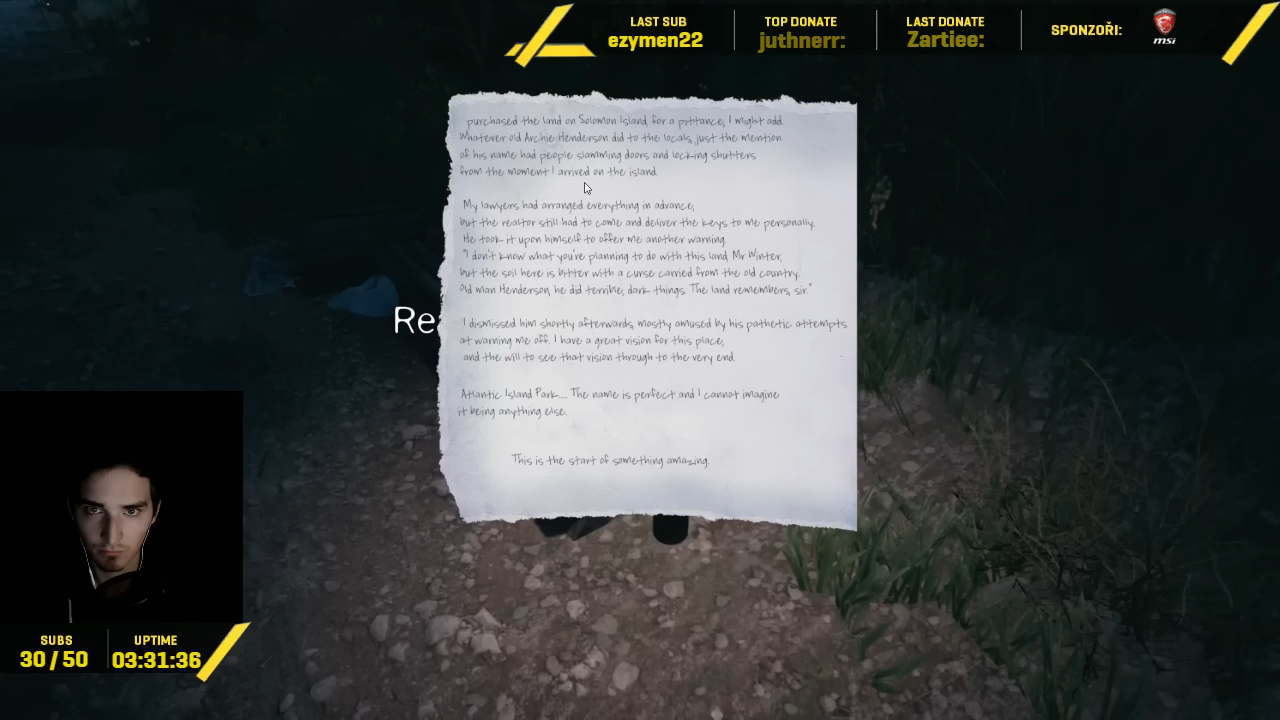 LAST SUB
ezymen22
TOP DONATE
juthnerr:
LAST DONATE
Zartiee:
SPONZOŘI:
msi
purchased the land on Solomon Island, for a pittance, I might add.
Whatever old Archie Henderson did to the locals, just the mention
of his name had people slamming doors and locking shutters
from the moment I arrived on the island.
My lawyers had arranged everything in advance,
but the realtor still had to come and deliver the keys to me personally.
He took it upon himself to offer me another warning.
"I don't know what you're planning to do with this land, Mr Winter,
but the soil here is bitter with a curse carried from the old country.
Old man Henderson, he did terrible, dark things. The land remembers, sir."
Re
I dismissed him shortly afterwards, mostly amused by his pathetic attempts
at warning me off. I have a great vision for this place,
and the will to see that vision through to the very end.
Atlantic Island Park.... The name is perfect and I cannot imagine
it being anything else.
This is the start of something amazing.
SUBS
30 / 50
UPTIME
03:31:36